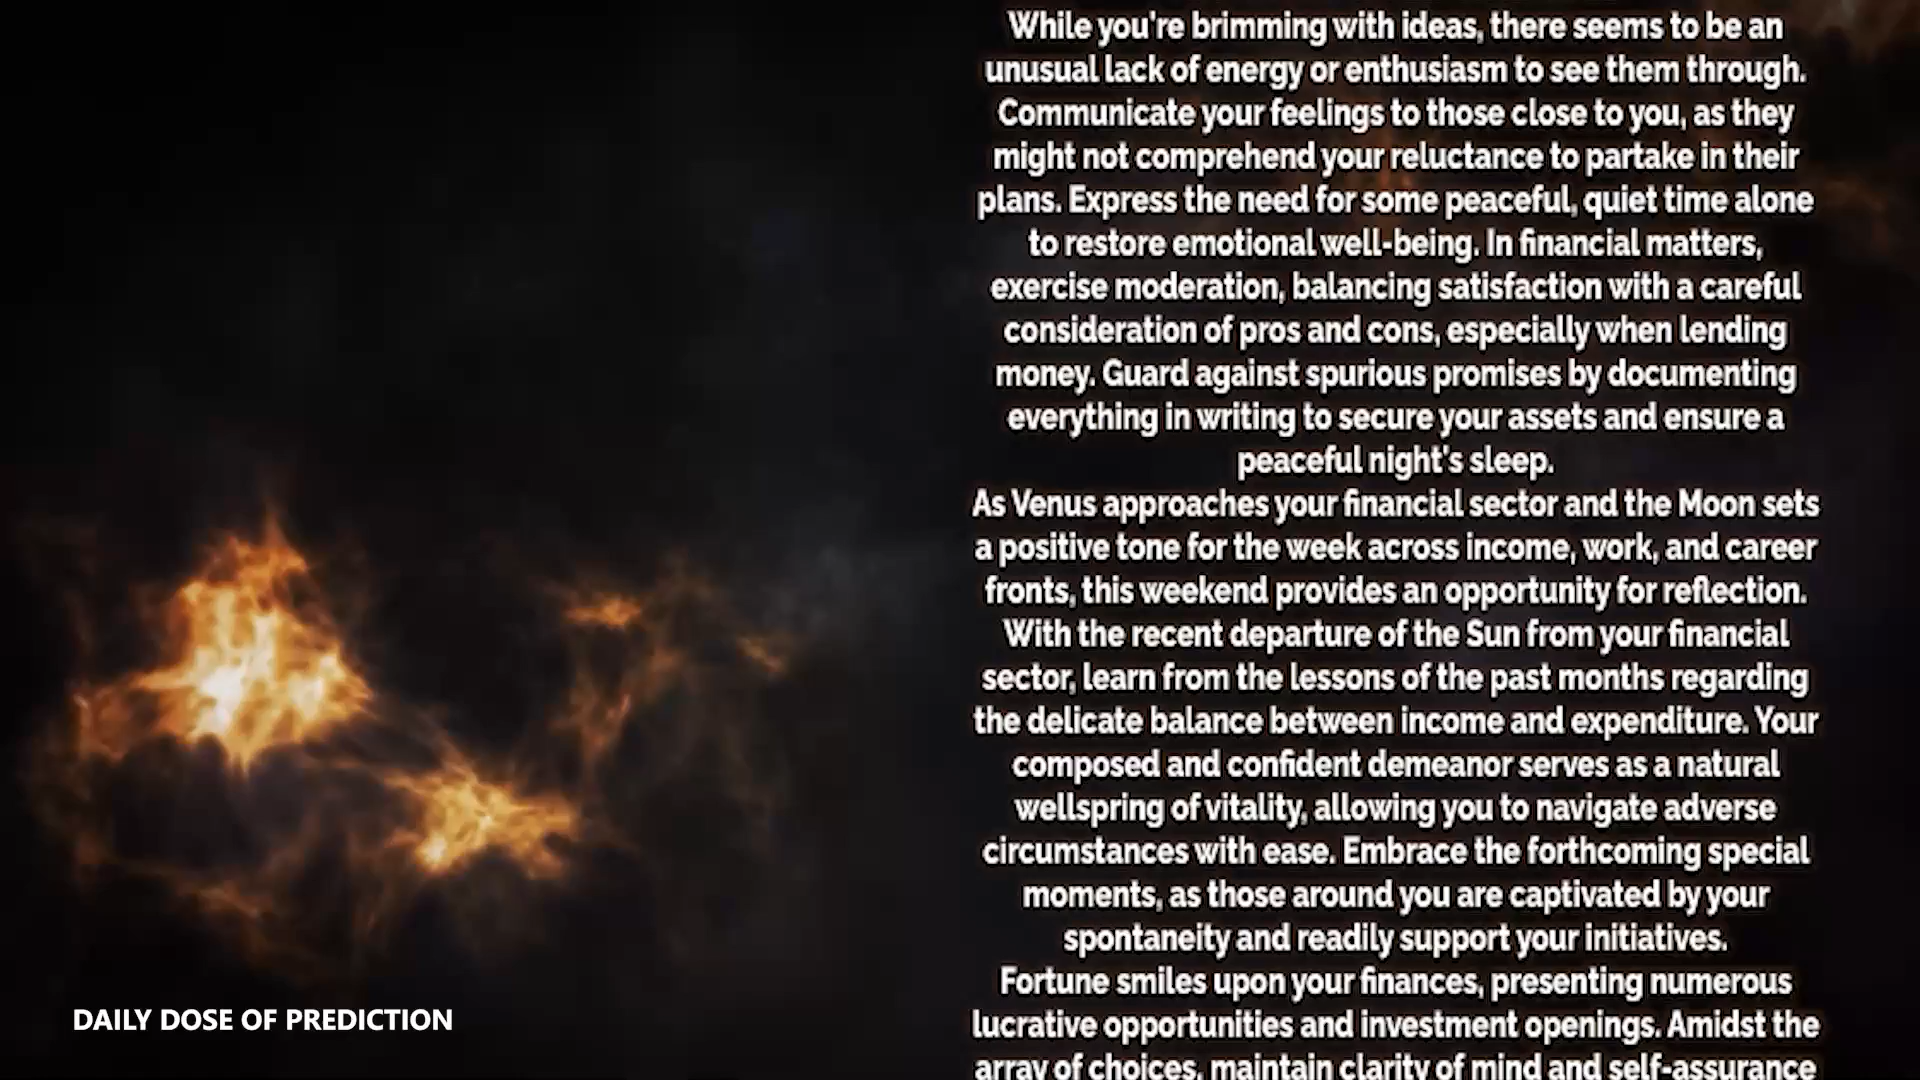 While you're brimming with ideas, there seems to be an
unusual lack of energy or enthusiasm to see them through.
Communicate your feelings to those close to you, as they
might not comprehend your reluctance to partake in their
plans. Express the need for some peaceful, quiet time alone
to restore emotional well-being. In financial matters,
exercise moderation, balancing satisfaction with a careful
consideration of pros and cons, especially when lending
money. Guard against spurious promises by documenting
everything in writing to secure your assets and ensure a
peaceful night's sleep.
As Venus approaches your financial sector and the Moon sets
a positive tone for the week across income, work, and career
fronts, this weekend provides an opportunity for reflection.
With the recent departure of the Sun from your financial
sector, learn from the lessons of the past months regarding
the delicate balance between income and expenditure. Your
composed and confident demeanor serves as a natural
wellspring of vitality, allowing you to navigate adverse
circumstances with ease. Embrace the forthcoming special
moments, as those around you are captivated by your
spontaneity and readily support your initiatives.
Fortune smiles upon your finances, presenting numerous
lucrative opportunities and investment openings. Amidst the
array of choices, maintain clarity of mind and self-assurance
DAILY DOSE OF PREDICTION